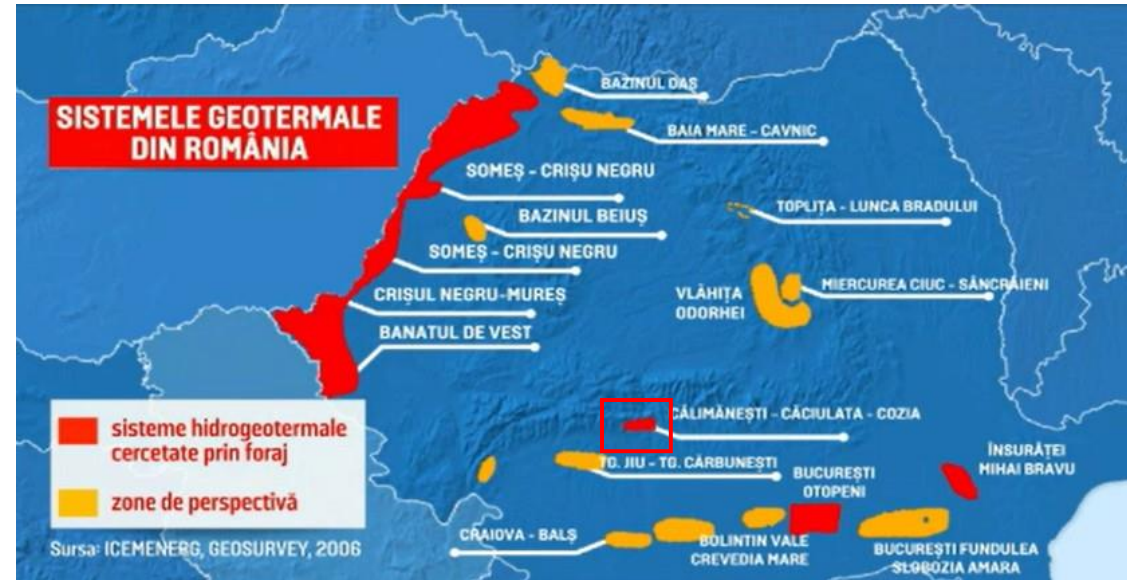 SISTEMELE GEOTERMALE
DIN ROMÂNIA
BAZINUL OAȘ
BAIA MARE - CAVNIC
SOMEȘ - CRIȘU NEGRU
BAZINUL BEIUȘ
TOPLIȚA - LUNCA BRADULUI
SOMEȘ - CRIȘU NEGRU
VLĂHIȚA
ODORHEI
MIERCUREA CIUC - SÂNCRĂIENI
CRIȘUL NEGRU-MUREȘ
BANATUL DE VEST
sisteme hidrogeotermale
cercetate prin foraj
zone de perspectivă
Sursa: ICEMENERG, GEOSURVEY, 2006
CĂLIMĂNEȘTI - CĂCIULATA - COZIA
TG. JIU - TG. CĂRBUNEȘTI
BUCUREȘTI
OTOPENI
ÎNSURĂȚEI
MIHAI BRAVU
CRAIOVA - BALȘ
BOLINTIN VALE
CREVEDIA MARE
BUCUREȘTI FUNDULEA
SLOBOZIA AMARA